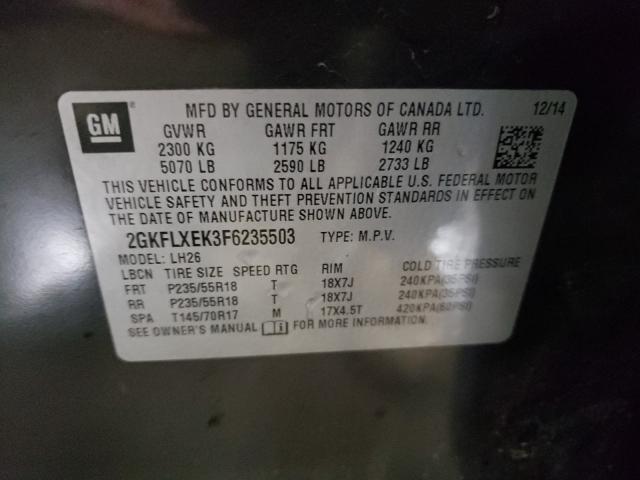 GM
MFD BY GENERAL MOTORS OF CANADA LTD. 12/14
GVWR GAWR FRT GAWR RR
2300 KG 1175 KG 1240 KG
5070 LB 2590 LB 2733 LB
THIS VEHICLE CONFORMS TO ALL APPLICABLE U.S. FEDERAL MOTOR
VEHICLE SAFETY AND THEFT PREVENTION STANDARDS IN EFFECT ON
THE DATE OF MANUFACTURE SHOWN ABOVE.
2GKFLXEK3F6235503 TYPE: M.P.V.
MODEL: LH26
LBCN TIRE SIZE SPEED RTG RIM COLD TIRE PRESSURE
FRT P235/55R18 T 18X7J 240KPA(35PSI)
RR P235/55R18 T 18X7J 240KPA(35PSI)
SPA T145/70R17 M 17X4.5T 420KPA(60PSI)
SEE OWNER'S MANUAL FOR MORE INFORMATION.